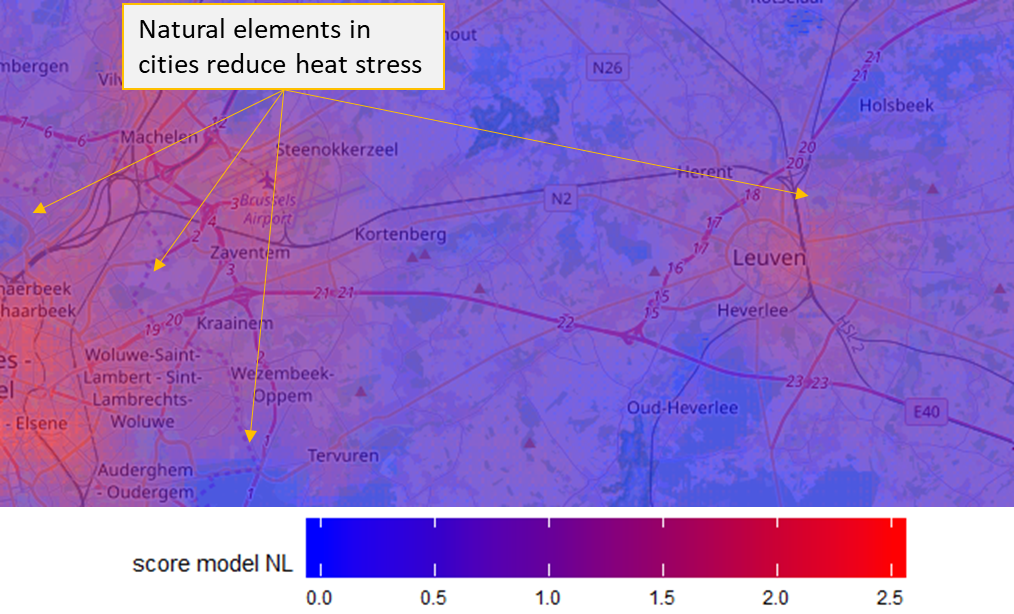 Rotselaar
Natural elements in
cities reduce heat stress
hout
mbergen
Vilv
N26
21
21
Holsbeek
7
6
6
12
Machelen
20
20
Steenokkerzeel
Herent
18
3
Brussels
Airport
N2
4
2
17
Kortenberg
17
Zaventem
Leuven
3
16
haerbeek
21 21
15
haarbeek
15
Heverlee
19 20
Kraainem
22
HSL 2
es -
el
Woluwe-Saint-
Lambert - Sint-
Lambrechts-
Woluwe
2
Wezembeek-
Oppem
23 23
- Elsene
Oud-Heverlee
E40
1
Tervuren
Auderghem
- Oudergem
1
score model NL
0.0 0.5 1.0 1.5 2.0 2.5